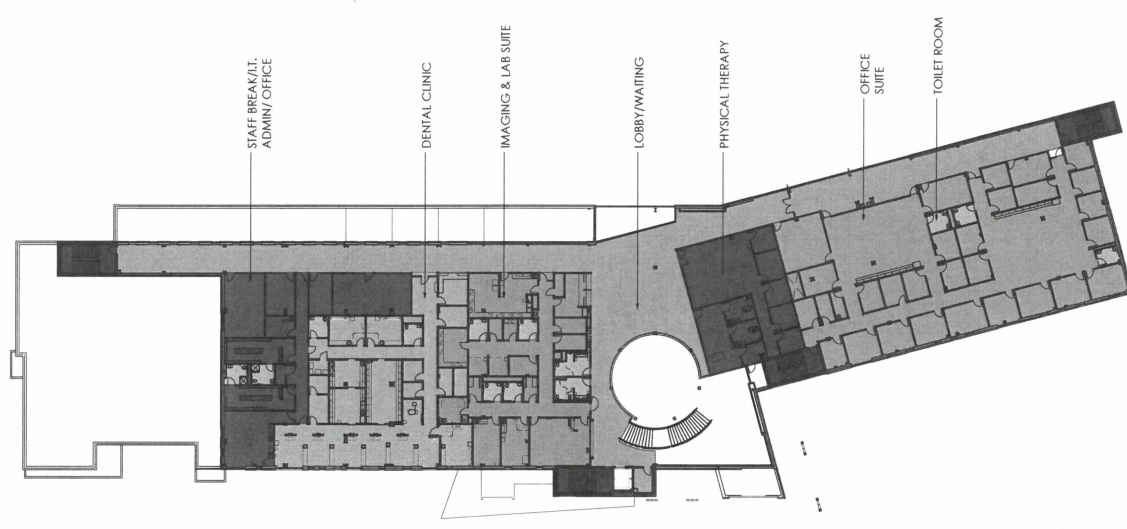 STAFF BREAK/I.T.
ADMIN/ OFFICE
DENTAL CLINIC
IMAGING & LAB SUITE
LOBBY/WAITING
PHYSICAL THERAPY
OFFICE
SUITE
TOILET ROOM